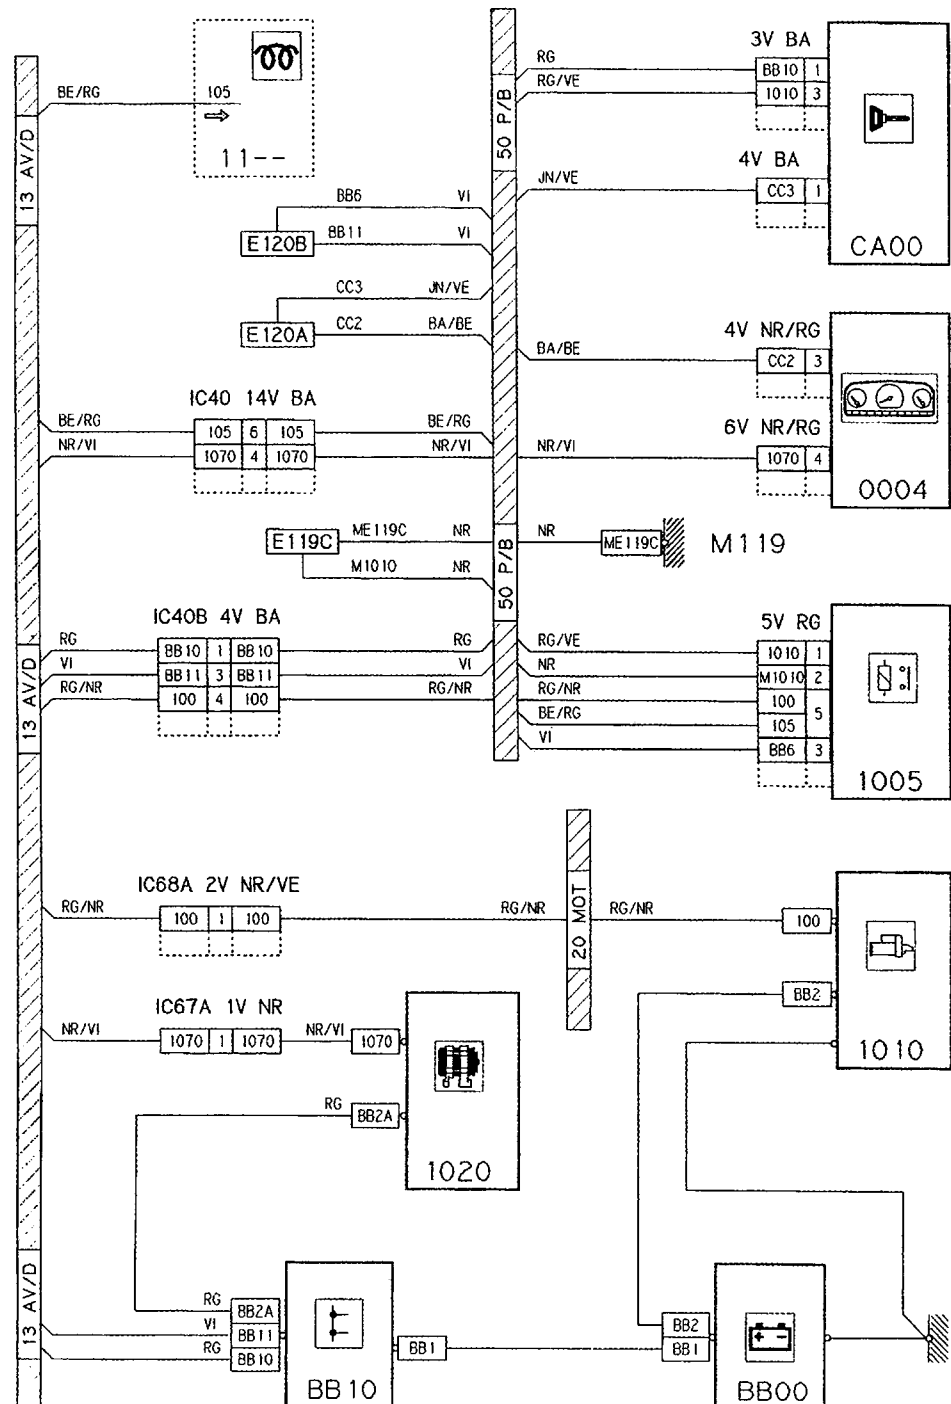 3V BA
RG
BB10 1
RG/VE
1010 3
BE/RG
105
11--
13 AV/D
50 P/B
4V BA
JN/VE
CC3 1
CA00
BB6 VI
E120B
BB11 VI
CC3 JN/VE
E120A
CC2 BA/BE
4V NR/RG
BA/BE
CC2 3
IC40 14V BA
BE/RG
105 6 105
BE/RG
NR/VI
1070 4 1070
NR/VI
6V NR/RG
NR/VI
1070 4
0004
E119C
ME119C NR
M1010 NR
50 P/B
NR
ME119C
M119
IC40B 4V BA
RG
BB10 1 BB10
RG
VI
BB11 3 BB11
VI
RG/NR
100 4 100
RG/NR
13 AV/D
5V RG
RG/VE
1010 1
NR
M1010 2
RG/NR
100
5
BE/RG
105
VI
BB6 3
1005
IC68A 2V NR/VE
RG/NR
100 1 100
RG/NR
20 MOT
RG/NR
100
BB2
1010
IC67A 1V NR
NR/VI
1070 1 1070
NR/VI
1070
RG
BB2A
1020
13 AV/D
RG
BB2A
VI
BB11
RG
BB10
BB10
BB1
BB2
BB1
+ -
BB00